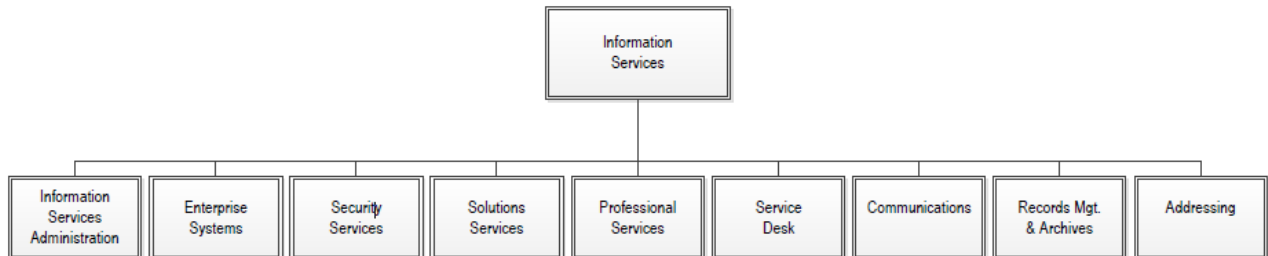 Information
Services
Information
Services
Administration
Enterprise
Systems
Security
Services
Solutions
Services
Professional
Services
Service
Desk
Communications
Records Mgt.
& Archives
Addressing